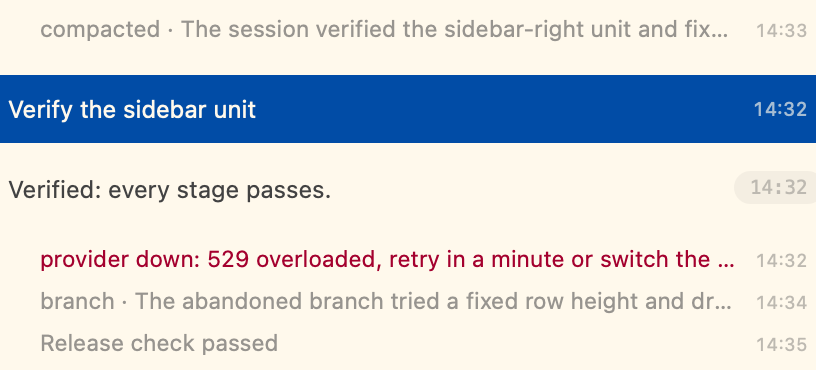 compacted · The session verified the sidebar-right unit and fix... 14:33
Verify the sidebar unit 14:32
Verified: every stage passes. 14:32
provider down: 529 overloaded, retry in a minute or switch the ... 14:32
branch · The abandoned branch tried a fixed row height and dr... 14:34
Release check passed 14:35